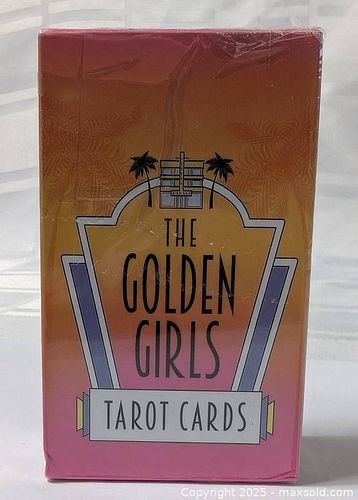 THE
GOLDEN
GIRLS
TAROT CARDS
Copyright © 2025 - maxsold.com